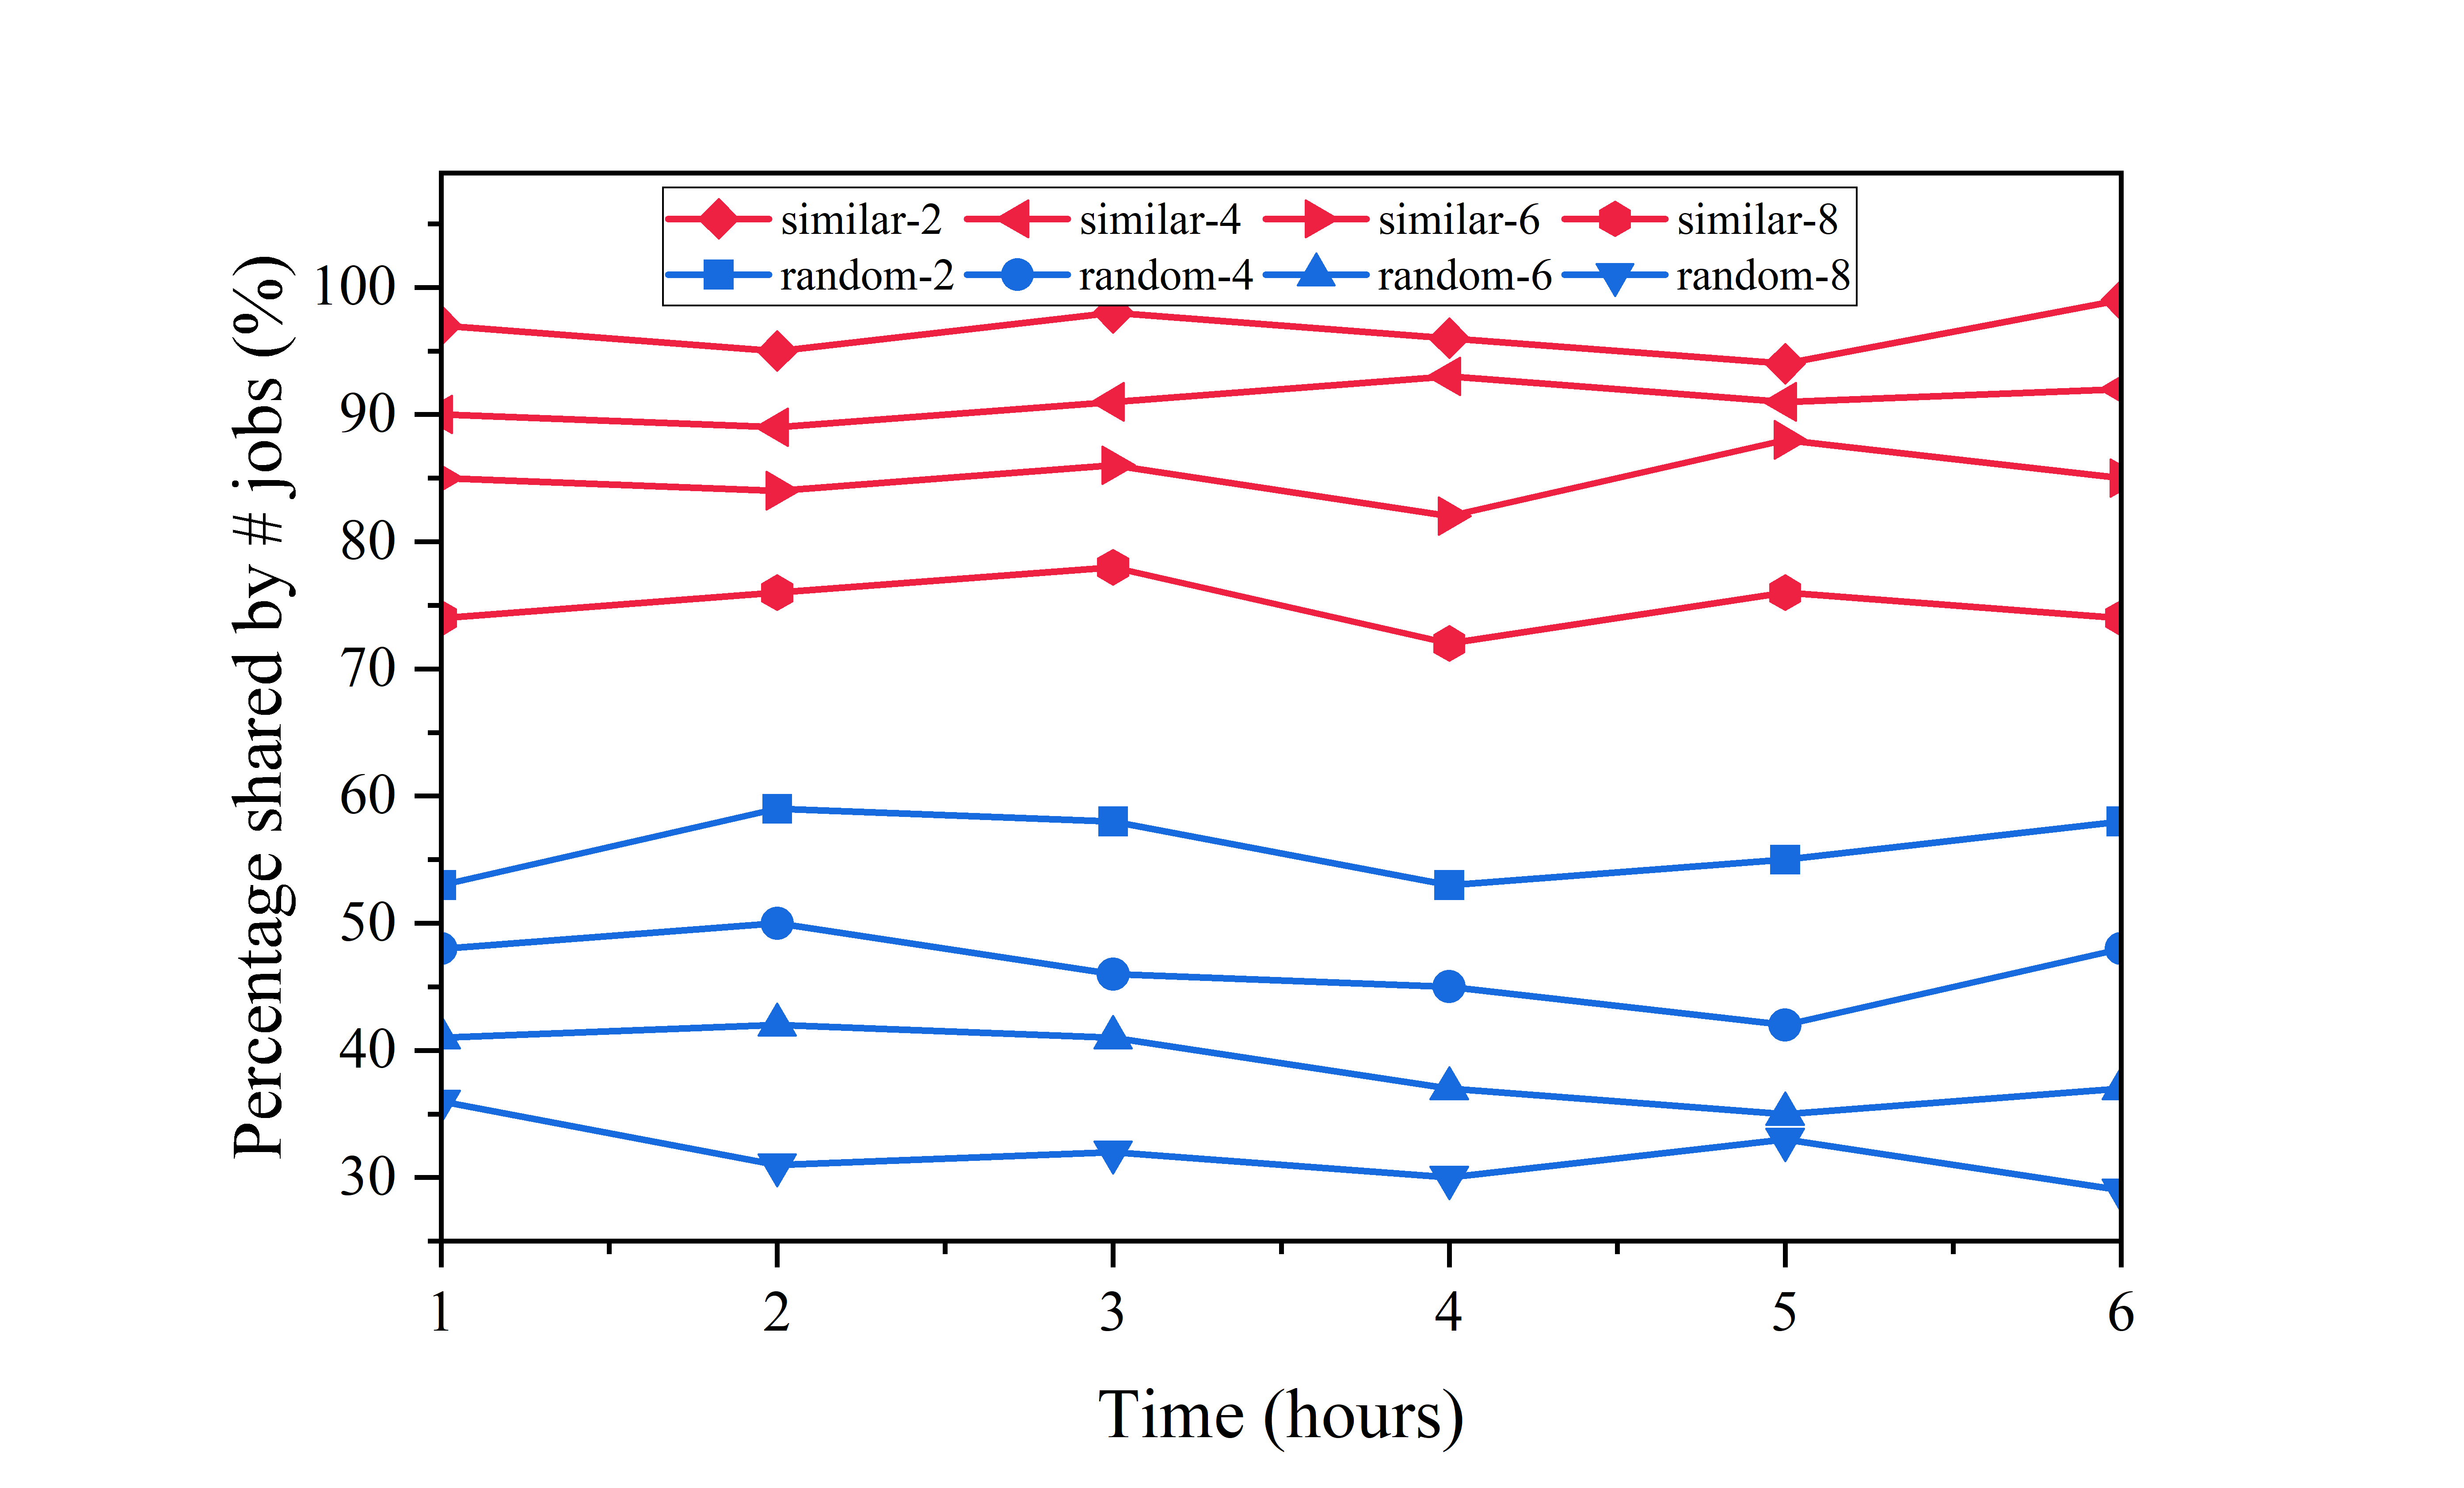 similar-2 similar-4 similar-6 similar-8
random-2 random-4 random-6 random-8
Percentage shared by # jobs (%)
100
90
80
70
60
50
40
30
1 2 3 4 5 6
Time (hours)